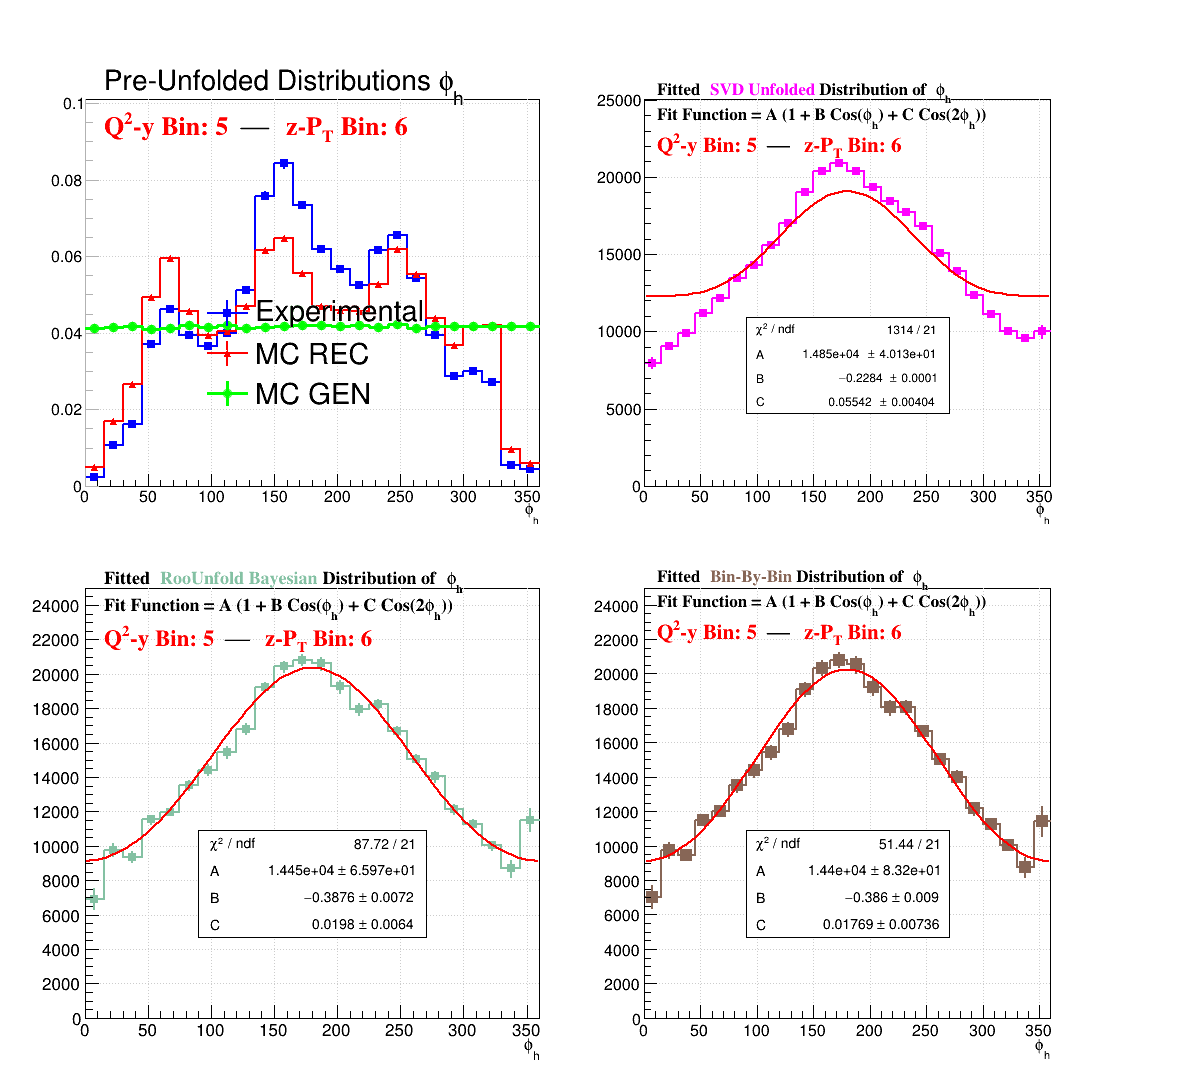 Pre-Unfolded Distributions ϕh
Q2-y Bin: 5 — z-PT Bin: 6
0.1
0.08
0.06
0.04
0.02
0
Experimental
MC REC
MC GEN
0 50 100 150 200 250 300 350
ϕh
Fitted SVD Unfolded Distribution of ϕh
Fit Function = A (1 + B Cos(ϕh) + C Cos(2ϕh))
Q2-y Bin: 5 — z-PT Bin: 6
25000
20000
15000
10000
5000
0
χ2 / ndf 1314 / 21
A 1.485e+04 ± 4.013e+01
B −0.2284 ± 0.0001
C 0.05542 ± 0.00404
0 50 100 150 200 250 300 350
ϕh
Fitted RooUnfold Bayesian Distribution of ϕh
Fit Function = A (1 + B Cos(ϕh) + C Cos(2ϕh))
Q2-y Bin: 5 — z-PT Bin: 6
24000
22000
20000
18000
16000
14000
12000
10000
8000
6000
4000
2000
0
χ2 / ndf 87.72 / 21
A 1.445e+04 ± 6.597e+01
B −0.3876 ± 0.0072
C 0.0198 ± 0.0064
0 50 100 150 200 250 300 350
ϕh
Fitted Bin-By-Bin Distribution of ϕh
Fit Function = A (1 + B Cos(ϕh) + C Cos(2ϕh))
Q2-y Bin: 5 — z-PT Bin: 6
24000
22000
20000
18000
16000
14000
12000
10000
8000
6000
4000
2000
0
χ2 / ndf 51.44 / 21
A 1.44e+04 ± 8.32e+01
B −0.386 ± 0.009
C 0.01769 ± 0.00736
0 50 100 150 200 250 300 350
ϕh